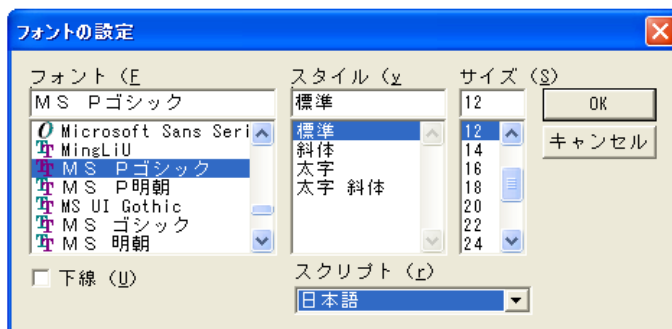 フォントの設定
フォント (F
MS Pゴシック
Microsoft Sans Seri
MingLiU
MS Pゴシック
MS P明朝
MS UI Gothic
MS ゴシック
MS 明朝
下線 (U)
スタイル (y
標準
標準
斜体
太字
太字 斜体
サイズ (S)
12
12
14
16
18
20
22
24
スクリプト (r)
日本語
OK
キャンセル